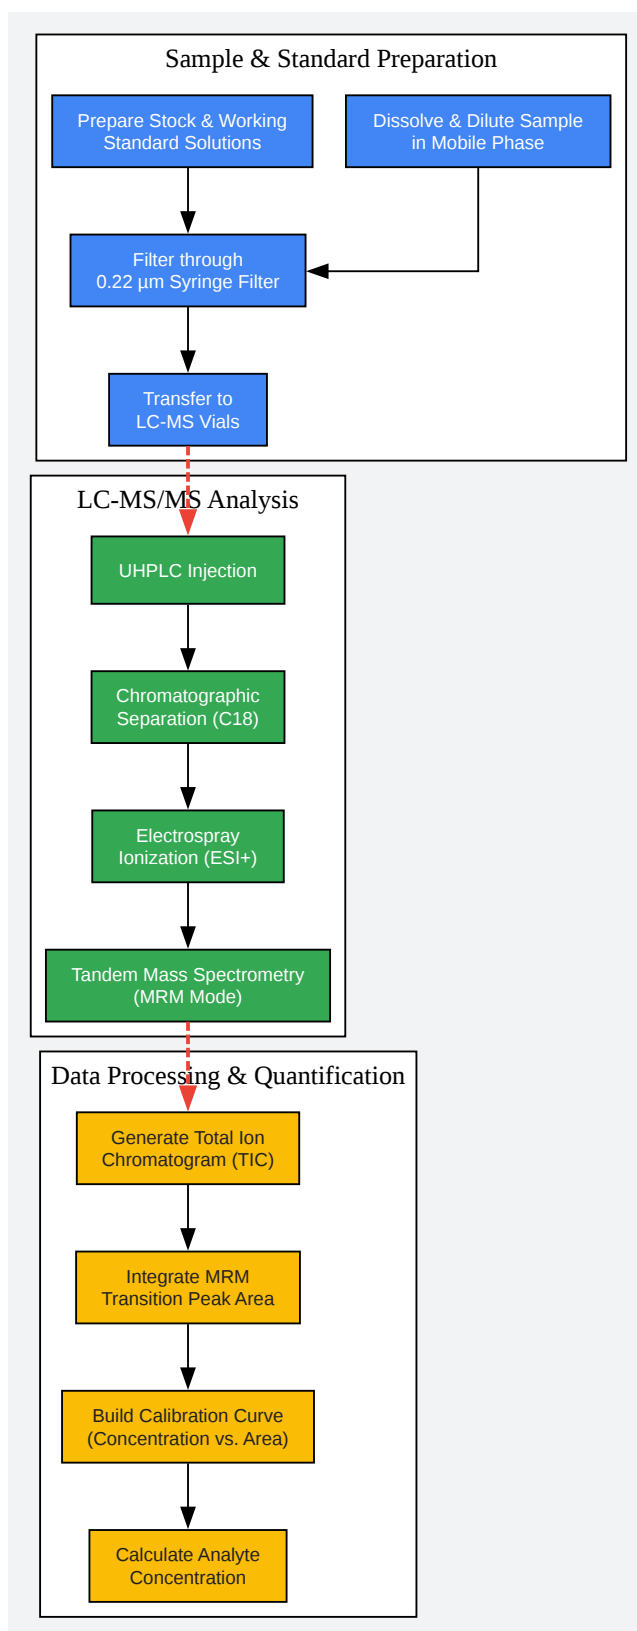 Sample & Standard Preparation
Prepare Stock & Working
Standard Solutions
Dissolve & Dilute Sample
in Mobile Phase
Filter through
0.22 µm Syringe Filter
Transfer to
LC-MS Vials
LC-MS/MS Analysis
UHPLC Injection
Chromatographic
Separation (C18)
Electrospray
Ionization (ESI+)
Tandem Mass Spectrometry
(MRM Mode)
Data Processing & Quantification
Generate Total Ion
Chromatogram (TIC)
Integrate MRM
Transition Peak Area
Build Calibration Curve
(Concentration vs. Area)
Calculate Analyte
Concentration